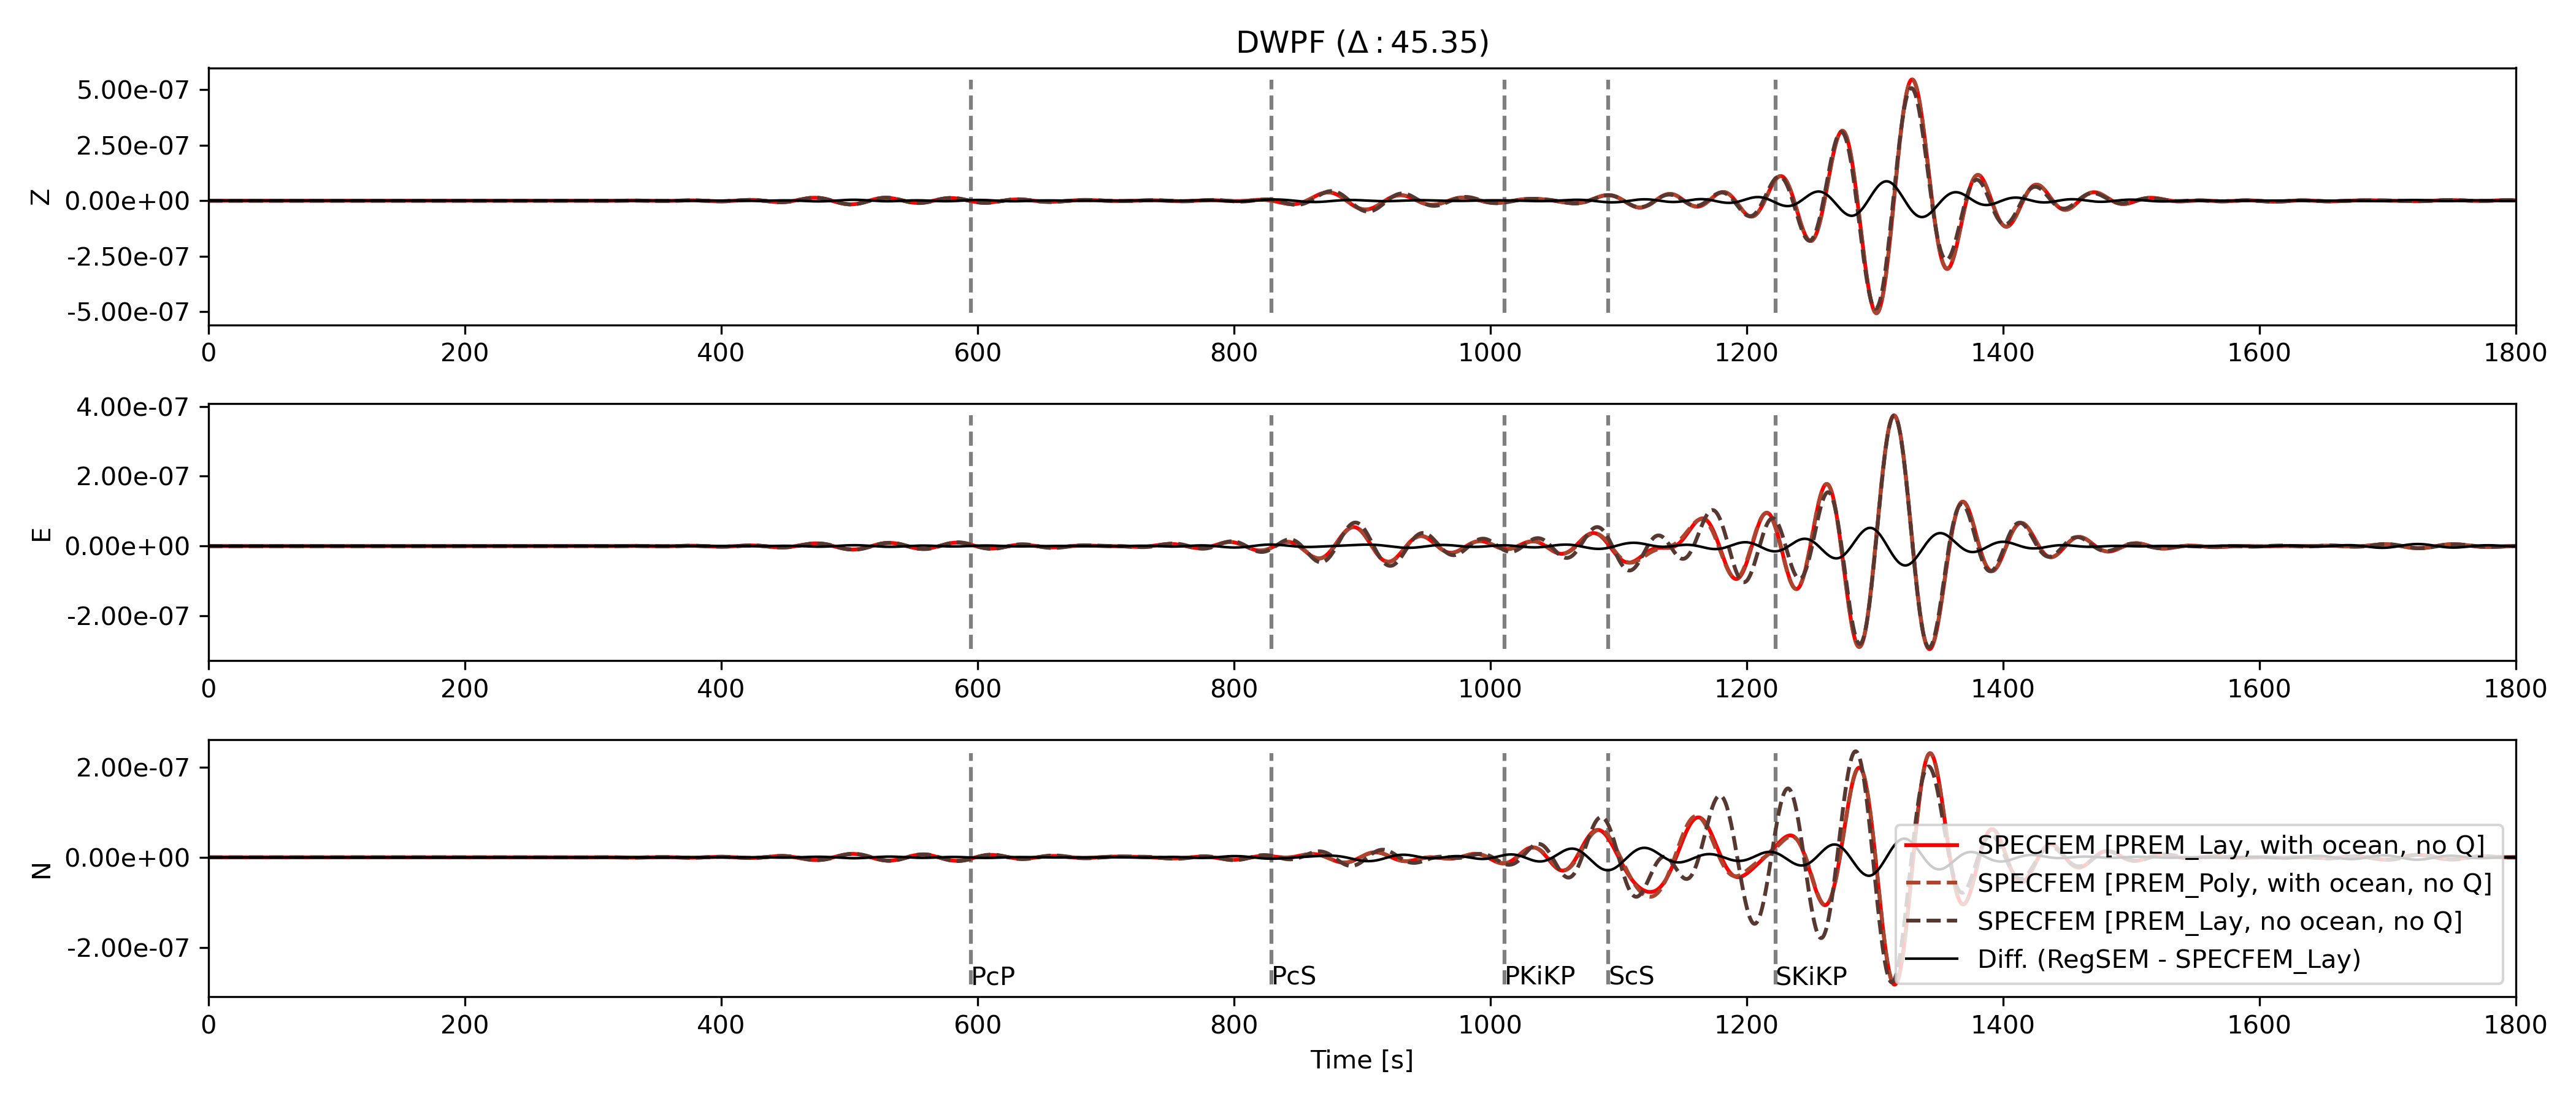 DWPF (Δ : 45.35)
Z
5.00e-07
2.50e-07
0.00e+00
-2.50e-07
-5.00e-07
0 200 400 600 800 1000 1200 1400 1600 1800
E
4.00e-07
2.00e-07
0.00e+00
-2.00e-07
0 200 400 600 800 1000 1200 1400 1600 1800
N
2.00e-07
0.00e+00
-2.00e-07
PcP PcS PKiKP ScS SKiKP
SPECFEM [PREM_Lay, with ocean, no Q]
SPECFEM [PREM_Poly, with ocean, no Q]
SPECFEM [PREM_Lay, no ocean, no Q]
Diff. (RegSEM - SPECFEM_Lay)
0 200 400 600 800 1000 1200 1400 1600 1800
Time [s]